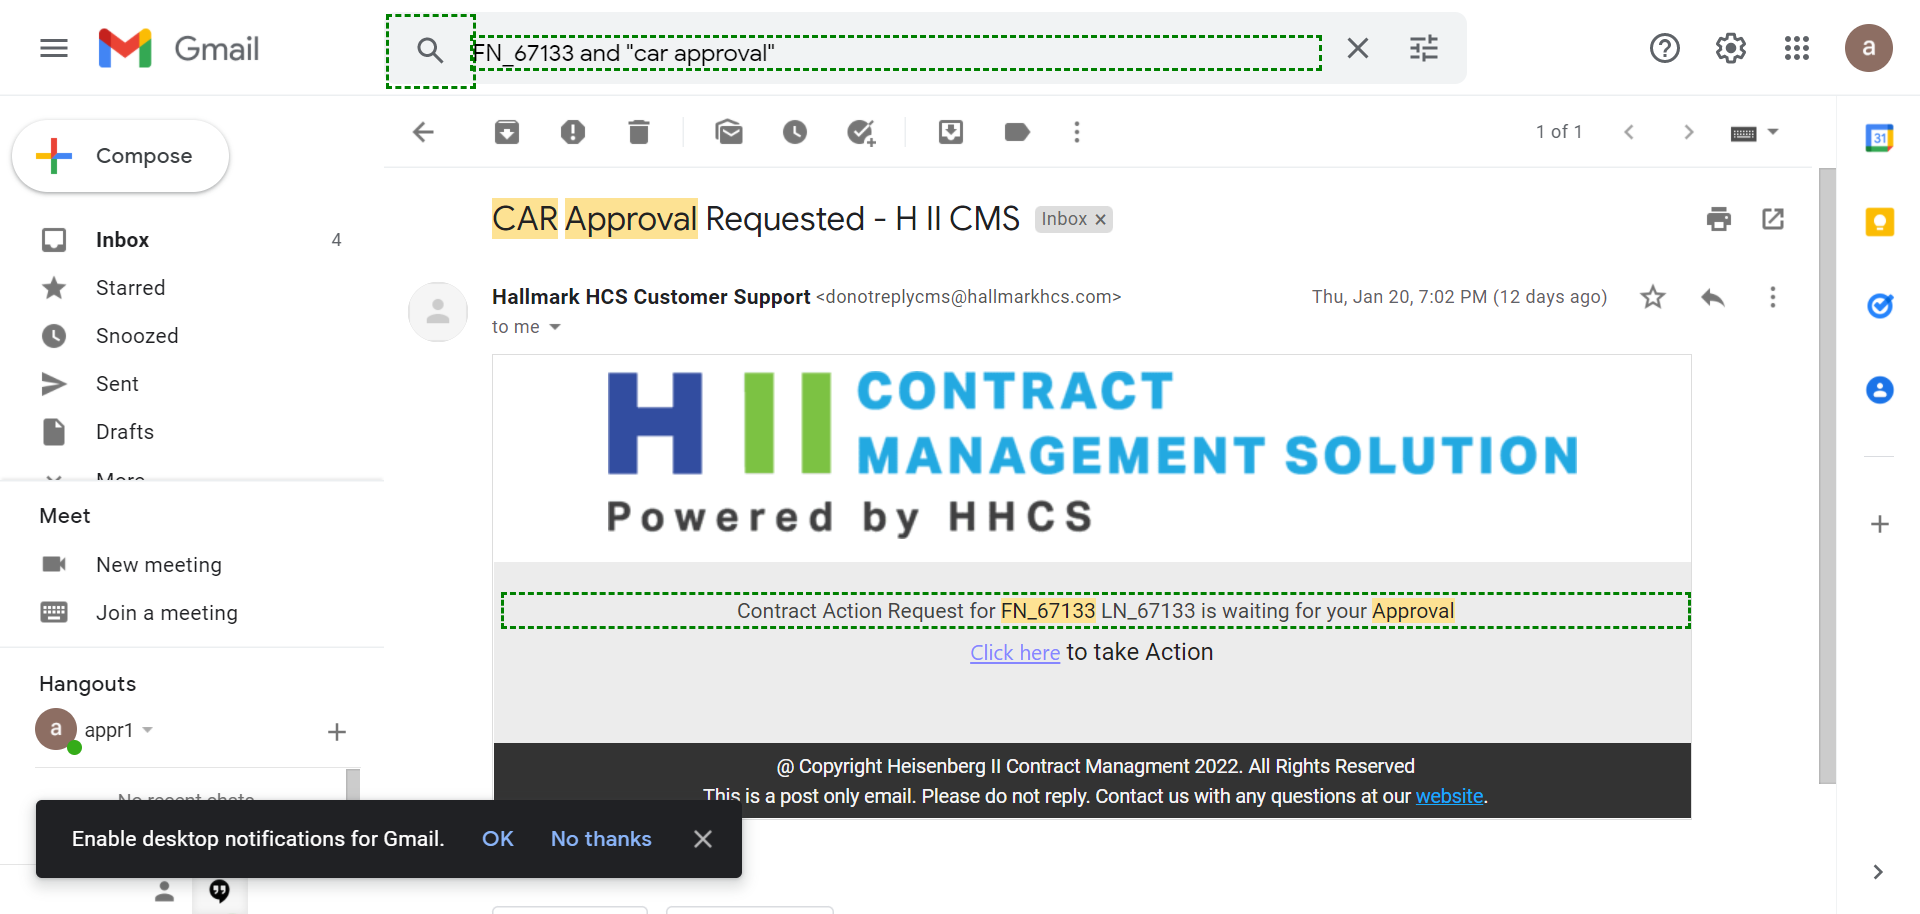 Gmail
FN_67133 and "car approval"
a
Compose
1 of 1
31
CAR Approval Requested - H II CMS
Inbox ×
Inbox 4
Starred
Snoozed
Sent
Drafts
More
Hallmark HCS Customer Support <donotreplycms@hallmarkhcs.com>
Thu, Jan 20, 7:02 PM (12 days ago)
to me
H II CONTRACT
MANAGEMENT SOLUTION
Powered by HHCS
Meet
New meeting
Join a meeting
Contract Action Request for FN_67133 LN_67133 is waiting for your Approval
Click here to take Action
Hangouts
a appr1
No recent chats
@ Copyright Heisenberg II Contract Managment 2022. All Rights Reserved
This is a post only email. Please do not reply. Contact us with any questions at our website.
Enable desktop notifications for Gmail. OK No thanks